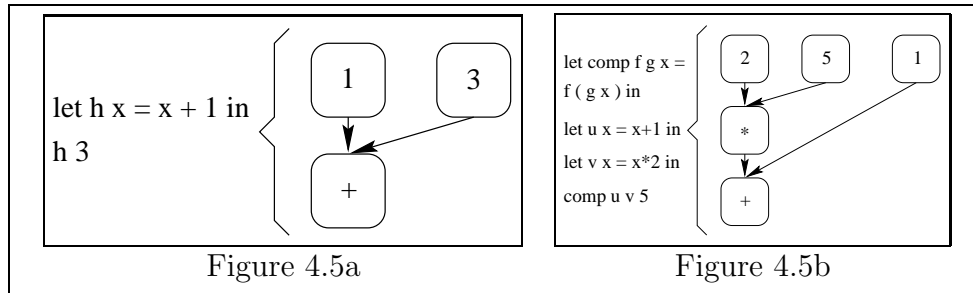 let h x = x + 1 in
h 3
1
3
+
Figure 4.5a
let comp f g x =
f ( g x ) in
let u x = x+1 in
let v x = x*2 in
comp u v 5
2
5
1
*
+
Figure 4.5b